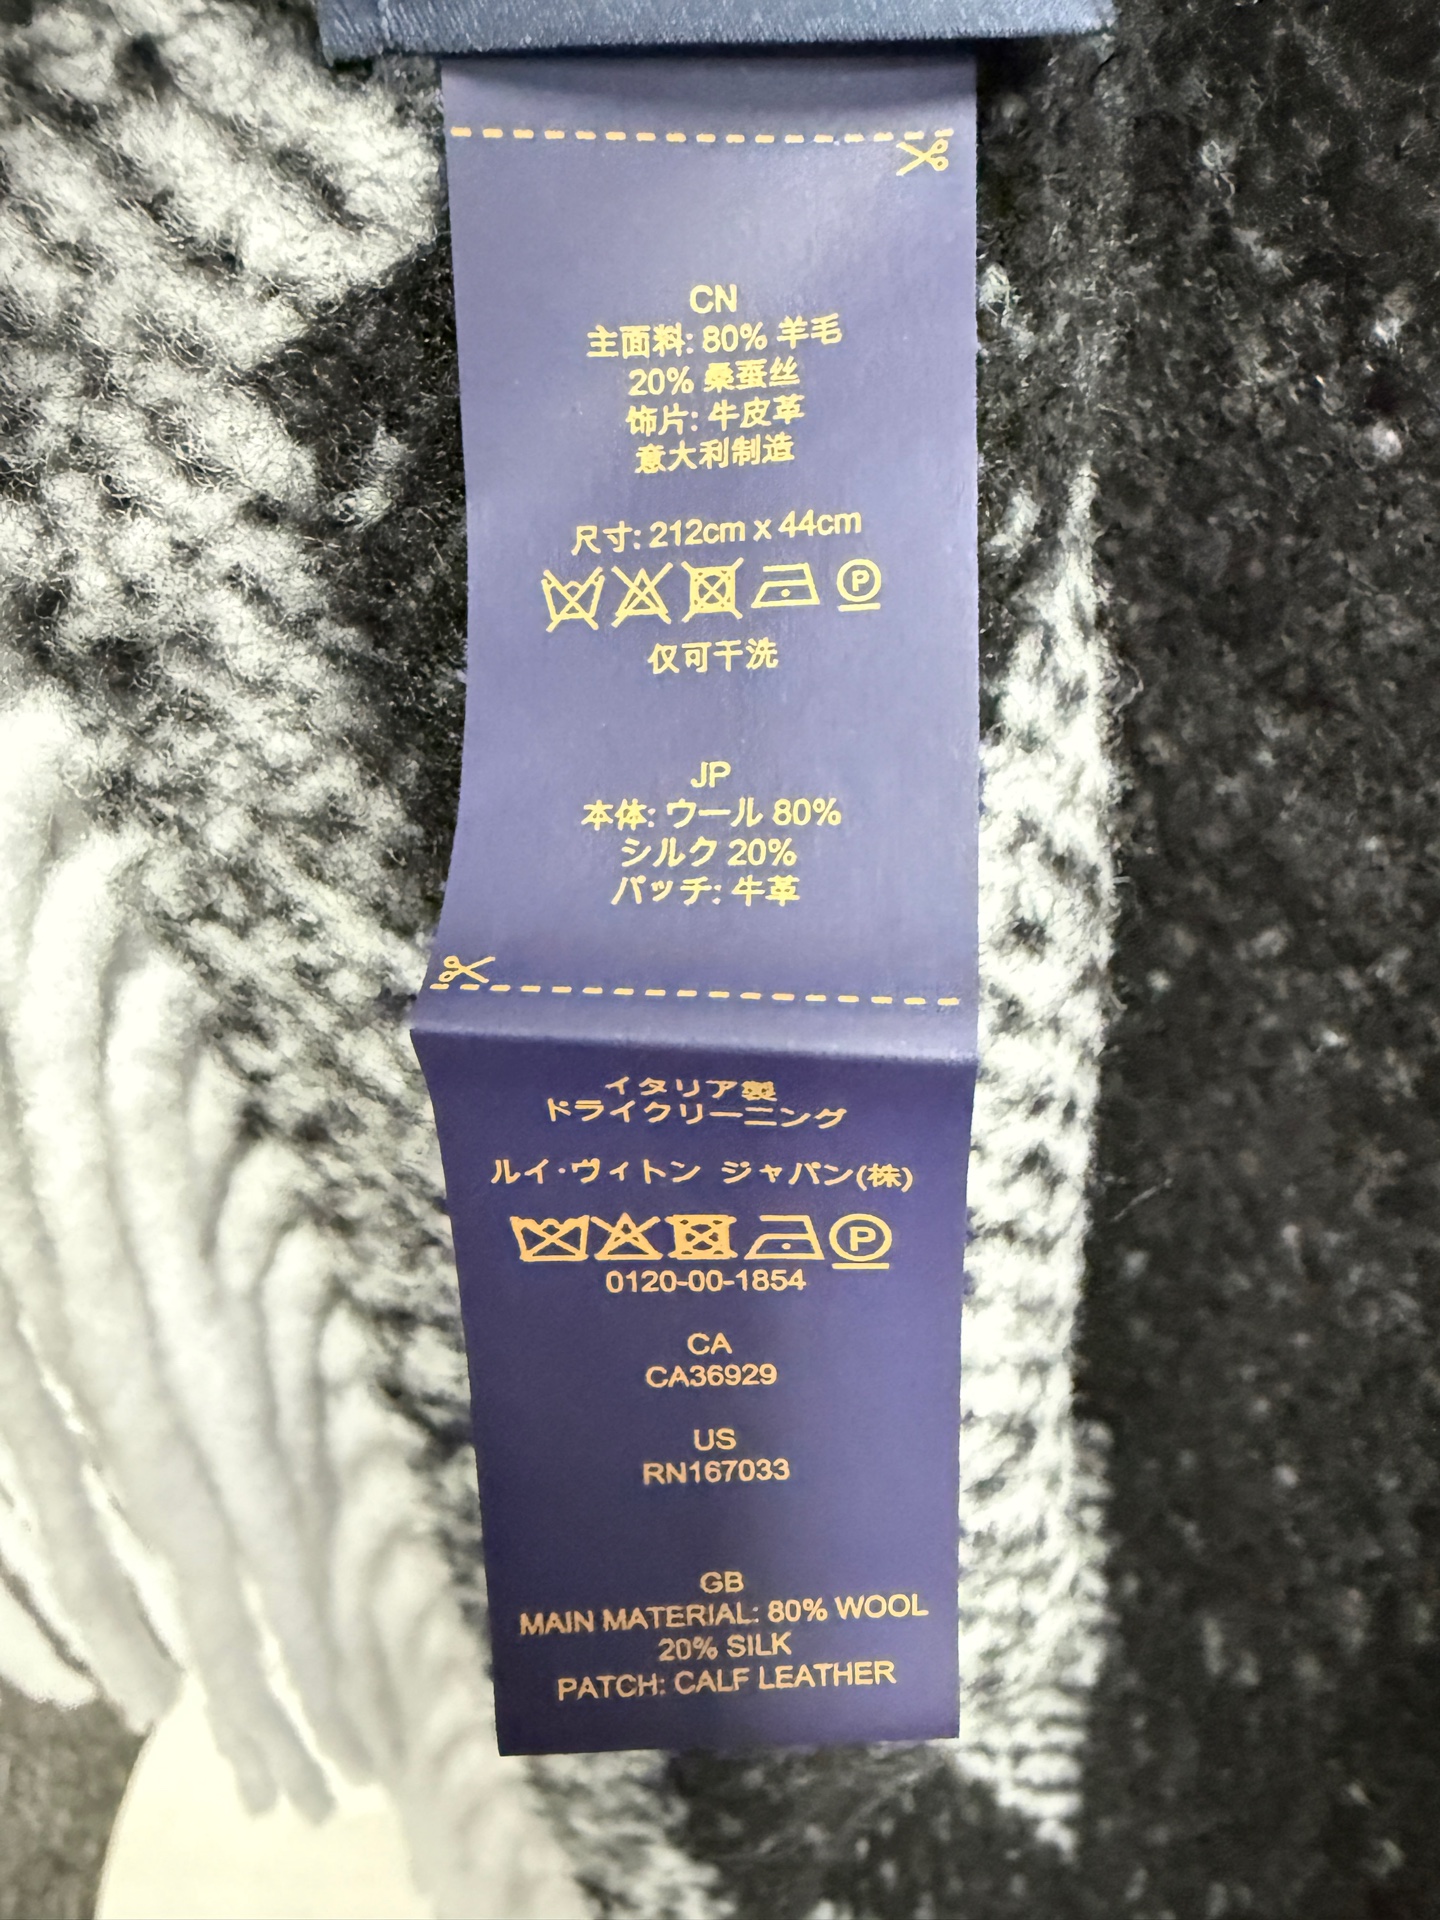 CN
主面料: 80% 羊毛
20% 桑蚕丝
饰片: 牛皮革
意大利制造
尺寸: 212cm x 44cm
P
仅可干洗
JP
本体: ウール 80%
シルク 20%
パッチ: 牛革
イタリア製
ドライクリーニング
ルイ·ヴィトン ジャパン(株)
P
0120-00-1854
CA
CA36929
US
RN167033
GB
MAIN MATERIAL: 80% WOOL
20% SILK
PATCH: CALF LEATHER